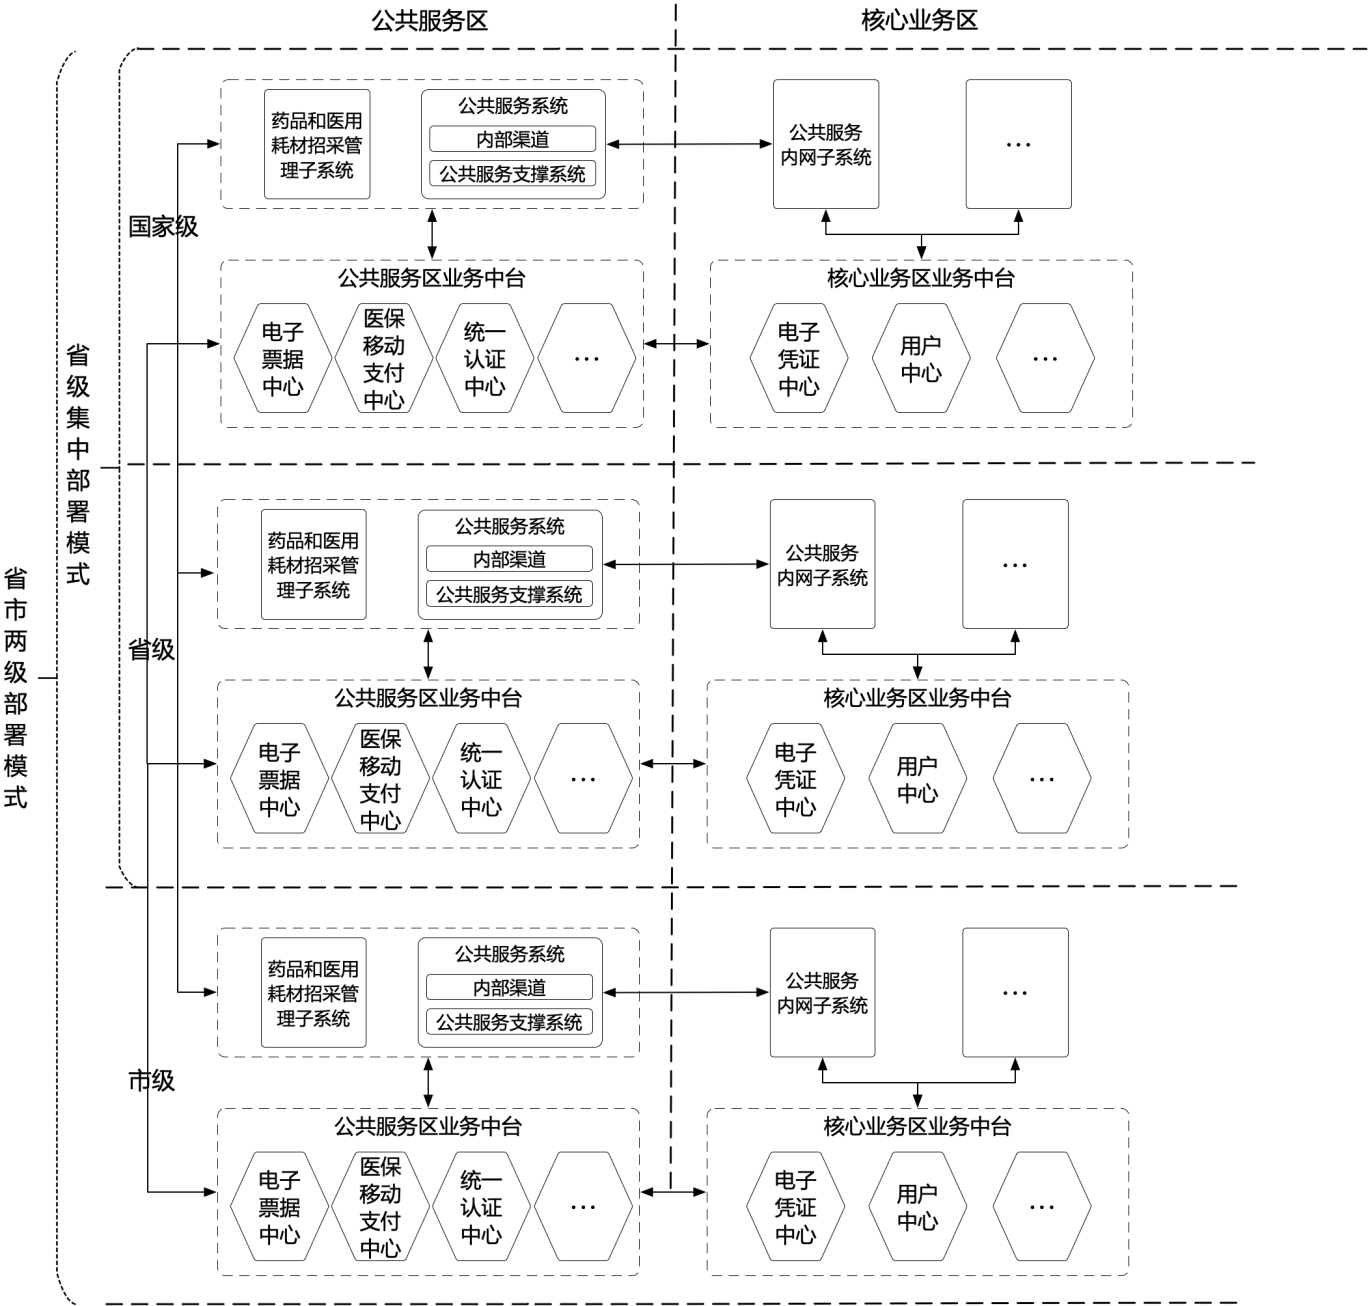 公共服务区
核心业务区
药品和医用
耗材招采管
理子系统
公共服务系统
内部渠道
公共服务支撑系统
公共服务
内网子系统
…
国家级
公共服务区业务中台
电子
票据
中心
医保
移动
支付
中心
统一
认证
中心
…
核心业务区业务中台
电子
凭证
中心
用户
中心
…
省级集中部署模式
药品和医用
耗材招采管
理子系统
公共服务系统
内部渠道
公共服务支撑系统
公共服务
内网子系统
…
省级
公共服务区业务中台
电子
票据
中心
医保
移动
支付
中心
统一
认证
中心
…
核心业务区业务中台
电子
凭证
中心
用户
中心
…
省市两级部署模式
药品和医用
耗材招采管
理子系统
公共服务系统
内部渠道
公共服务支撑系统
公共服务
内网子系统
…
市级
公共服务区业务中台
电子
票据
中心
医保
移动
支付
中心
统一
认证
中心
…
核心业务区业务中台
电子
凭证
中心
用户
中心
…